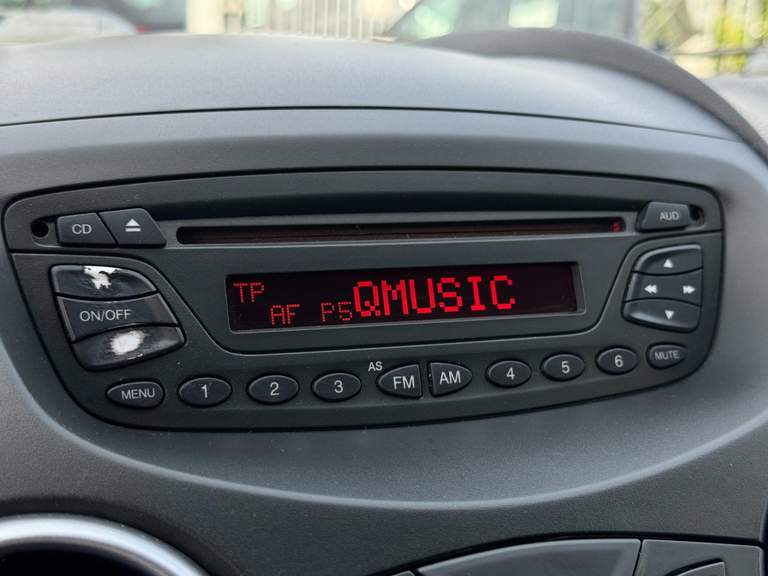 CD
AUD
TP
AF P5 QMUSIC
ON/OFF
AS
MENU 1 2 3 FM AM 4 5 6 MUTE